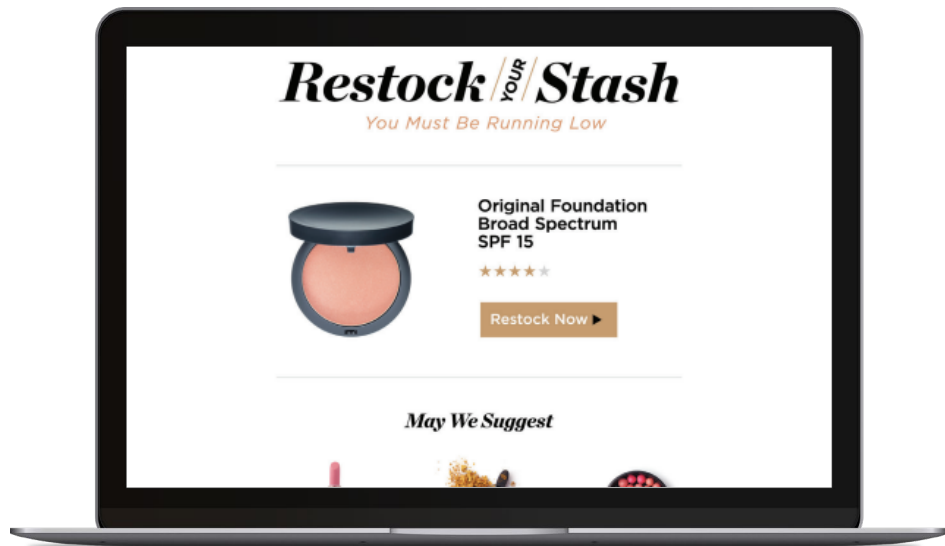 Restock YOUR Stash
You Must Be Running Low
Original Foundation
Broad Spectrum
SPF 15
Restock Now
May We Suggest